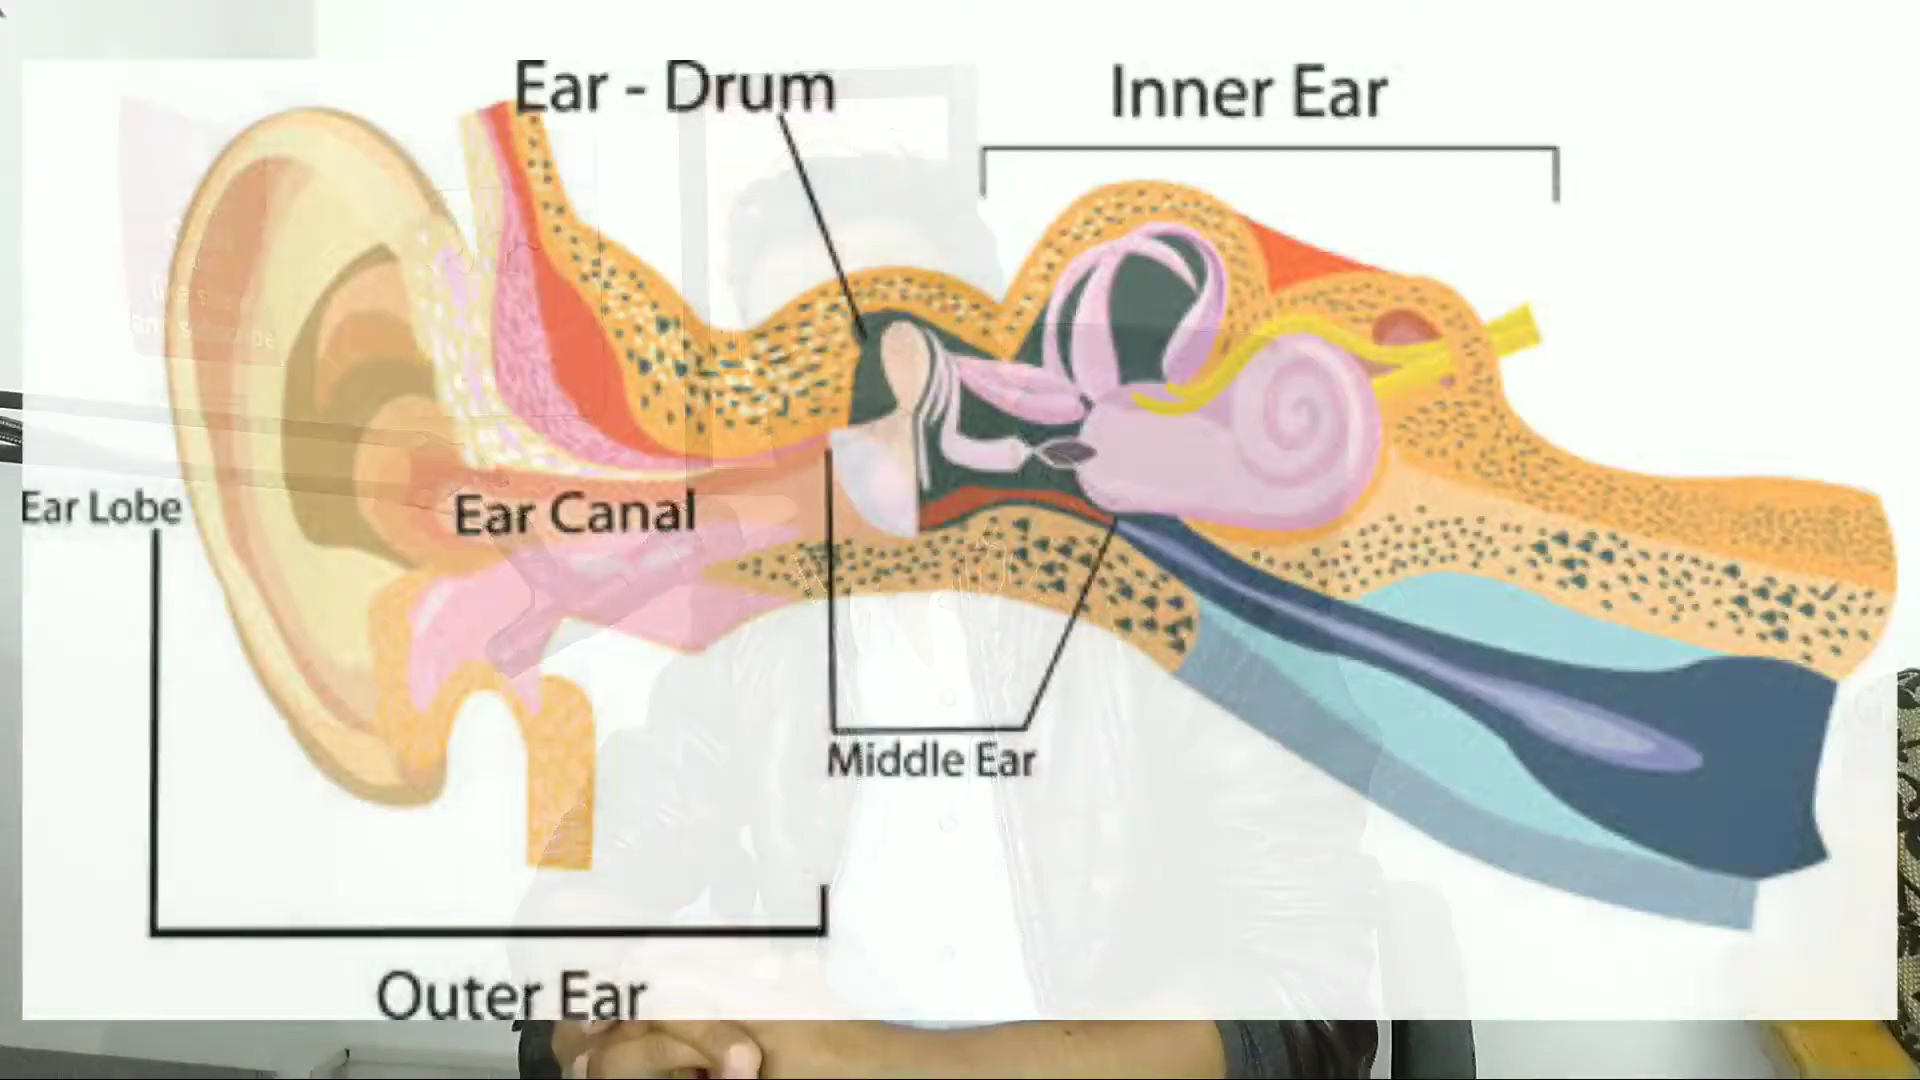 Ear - Drum
Inner Ear
Ear Lobe
Ear Canal
Middle Ear
Outer Ear